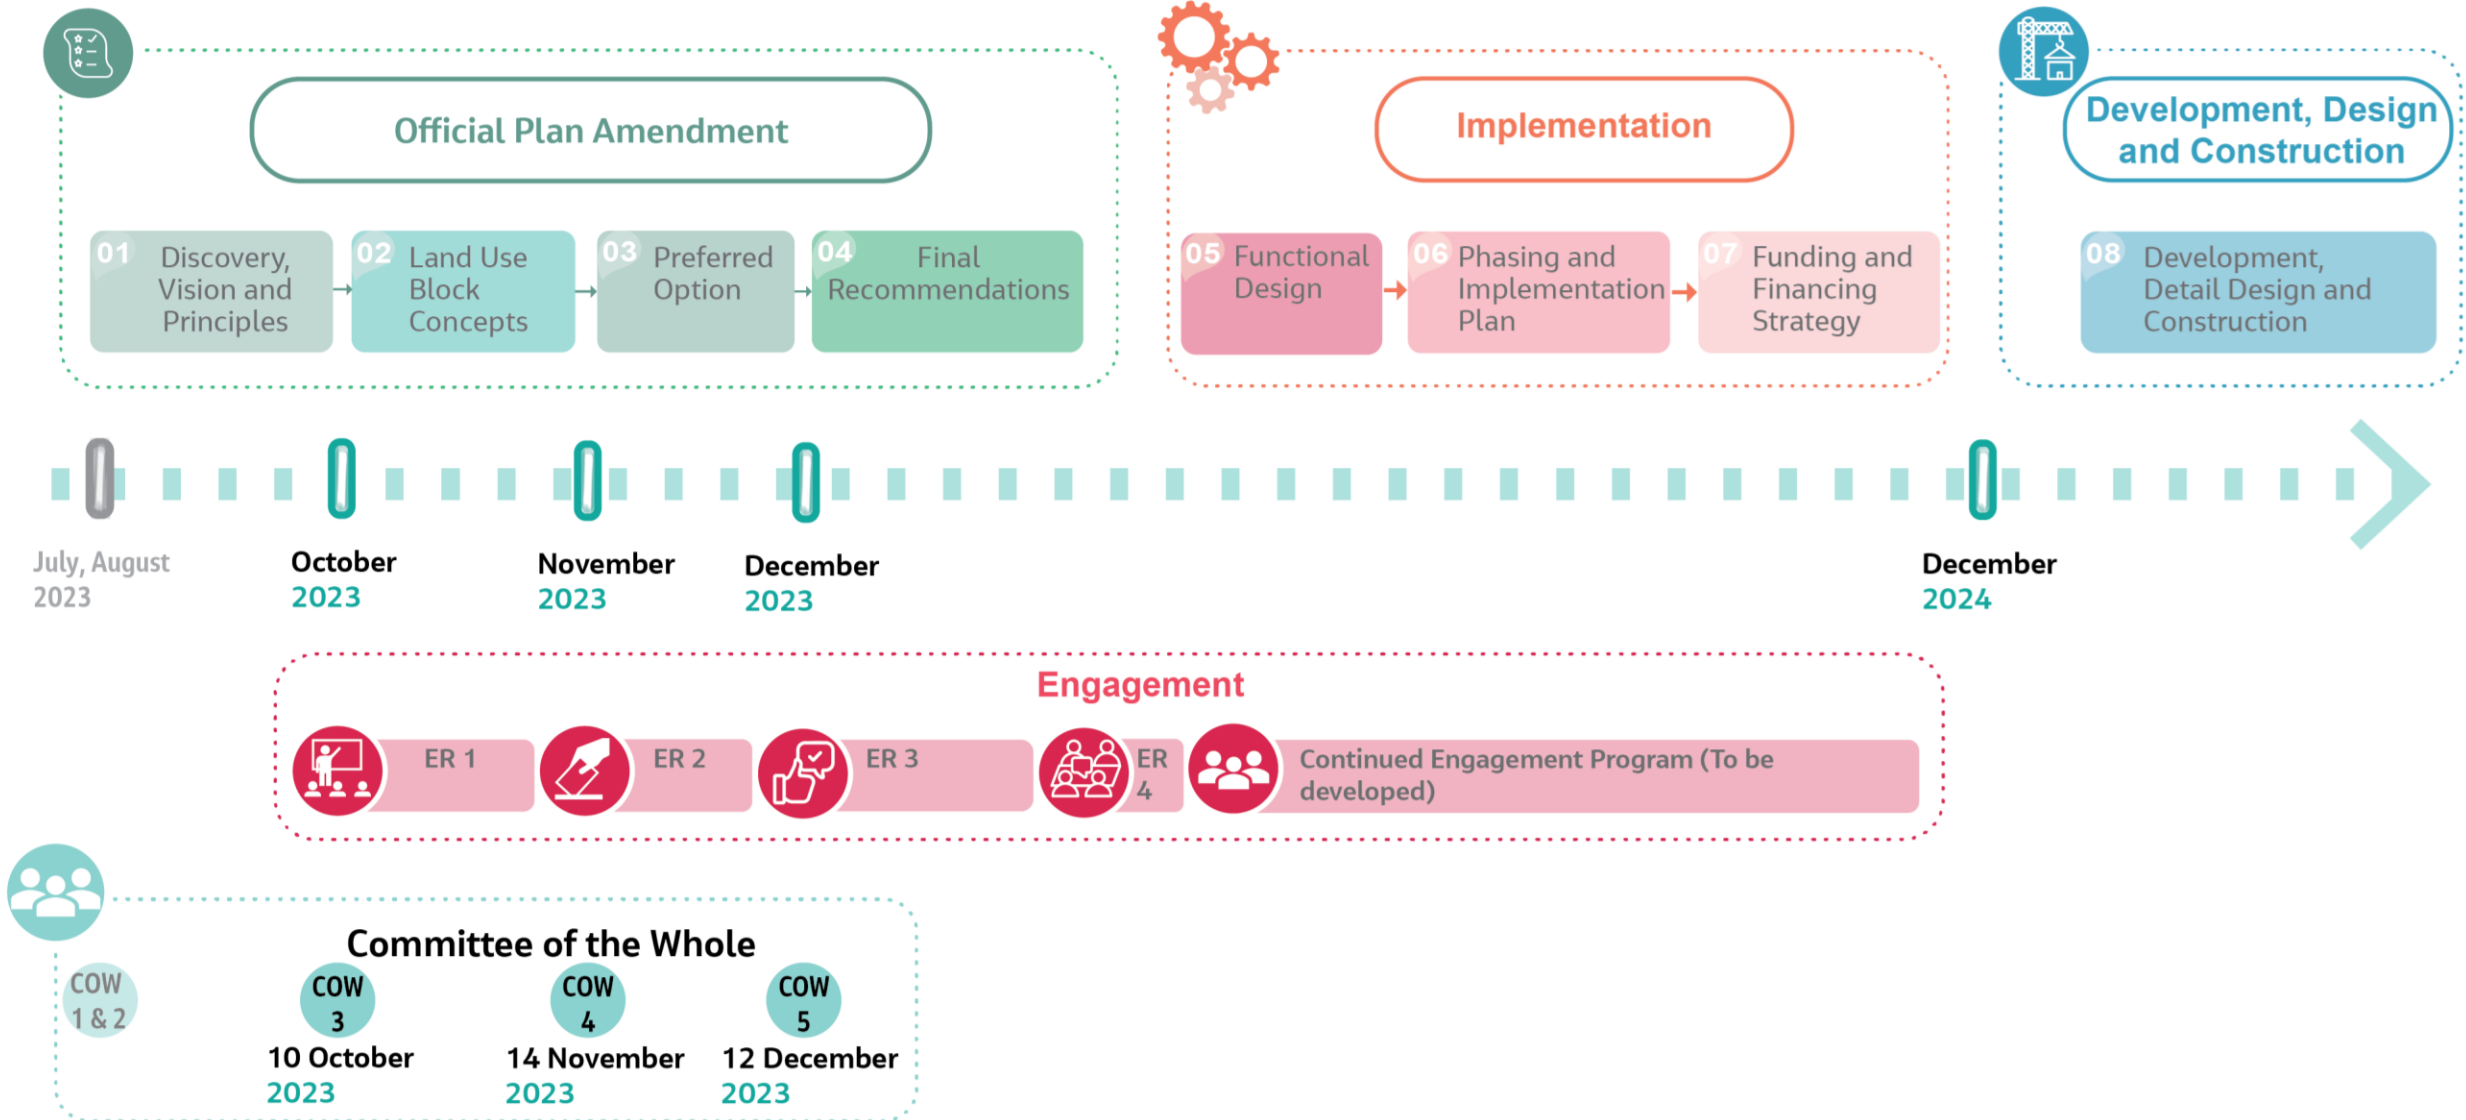 Official Plan Amendment
Implementation
Development, Design
and Construction
01
Discovery,
Vision and
Principles
02
Land Use
Block
Concepts
03
Preferred
Option
04
Final
Recommendations
05
Functional
Design
06
Phasing and
Implementation
Plan
07
Funding and
Financing
Strategy
08
Development,
Detail Design and
Construction
July, August
2023
October
2023
November
2023
December
2023
December
2024
Engagement
ER 1
ER 2
ER 3
ER
4
Continued Engagement Program (To be
developed)
Committee of the Whole
COW
1 & 2
COW
3
10 October
2023
COW
4
14 November
2023
COW
5
12 December
2023